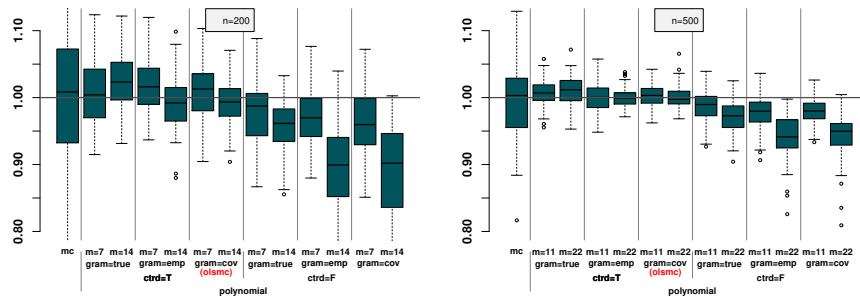 n=200
1.10
1.00
0.90
0.80
mc m=7 m=14 m=7 m=14 m=7 m=14 m=7 m=14 m=7 m=14 m=7 m=14
gram=true gram=emp gram=cov gram=true gram=emp gram=cov
(olsmc)
ctrd=T ctrd=F
polynomial
n=500
1.10
1.00
0.90
0.80
mc m=11 m=22 m=11 m=22 m=11 m=22 m=11 m=22 m=11 m=22 m=11 m=22
gram=true gram=emp gram=cov gram=true gram=emp gram=cov
(olsmc)
ctrd=T ctrd=F
polynomial